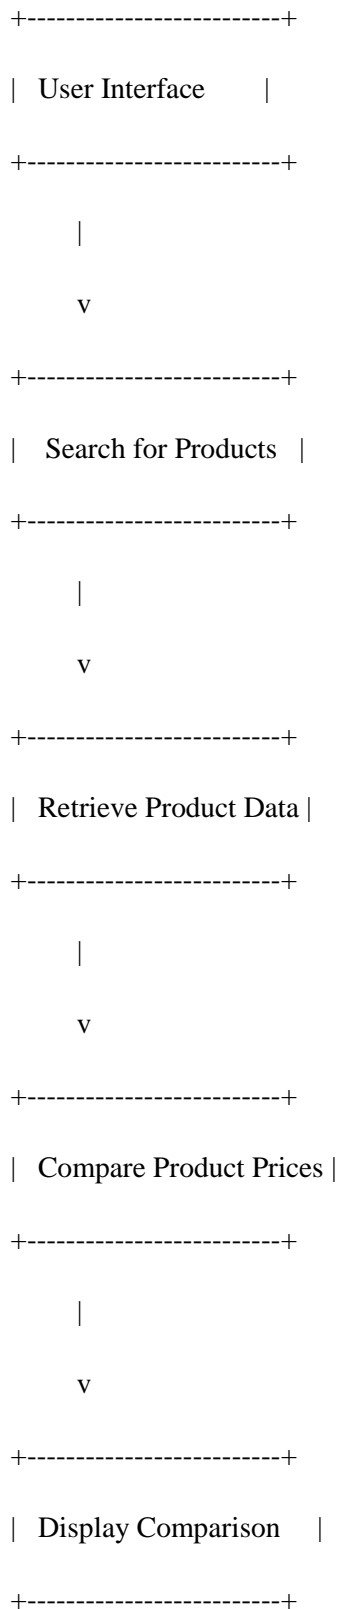 +--------------------------+
|   User Interface        |
+--------------------------+
|
v
+--------------------------+
|    Search for Products   |
+--------------------------+
|
v
+--------------------------+
|   Retrieve Product Data |
+--------------------------+
|
v
+--------------------------+
|   Compare Product Prices |
+--------------------------+
|
v
+--------------------------+
|   Display Comparison     |
+--------------------------+